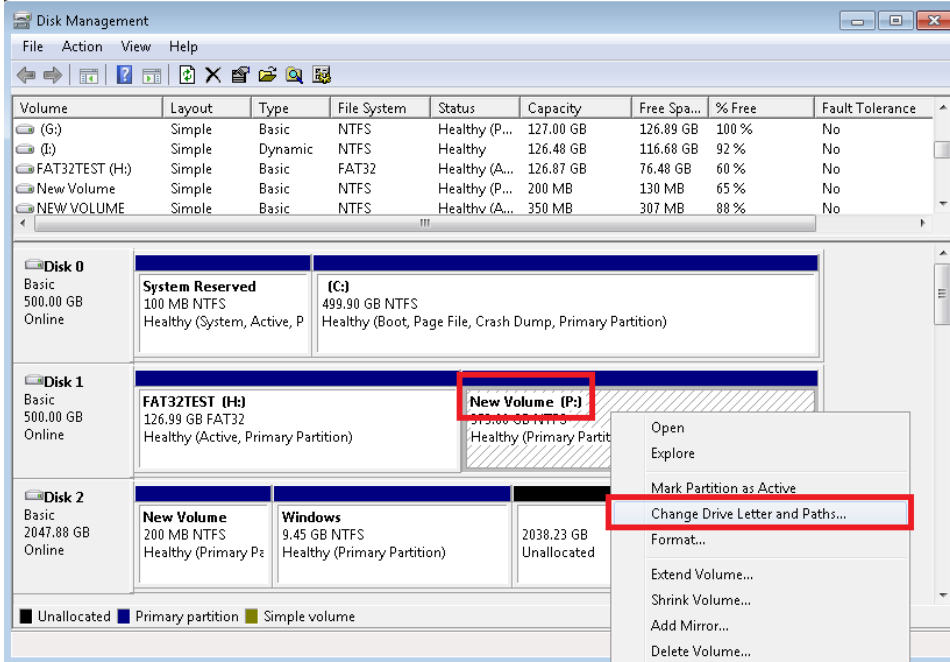 Disk Management
File Action View Help
Volume Layout Type File System Status Capacity Free Spa... % Free Fault Tolerance
(G:) Simple Basic NTFS Healthy (P... 127.00 GB 126.89 GB 100 % No
(I:) Simple Dynamic NTFS Healthy 126.48 GB 116.68 GB 92 % No
FAT32TEST (H:) Simple Basic FAT32 Healthy (A... 126.87 GB 76.48 GB 60 % No
New Volume Simple Basic NTFS Healthy (P... 200 MB 130 MB 65 % No
NEW VOLUME Simple Basic NTFS Healthy (A... 350 MB 307 MB 88 % No
Disk 0
Basic
500.00 GB
Online
System Reserved
100 MB NTFS
Healthy (System, Active, P
(C:)
499.90 GB NTFS
Healthy (Boot, Page File, Crash Dump, Primary Partition)
Disk 1
Basic
500.00 GB
Online
FAT32TEST (H:)
126.99 GB FAT32
Healthy (Active, Primary Partition)
New Volume (P:)
GB NTFS
Healthy (Primary Partit
Open
Explore
Mark Partition as Active
Change Drive Letter and Paths...
Format...
Extend Volume...
Shrink Volume...
Add Mirror...
Delete Volume...
Disk 2
Basic
2047.88 GB
Online
New Volume
200 MB NTFS
Healthy (Primary Pa
Windows
9.45 GB NTFS
Healthy (Primary Partition)
2038.23 GB
Unallocated
Unallocated Primary partition Simple volume